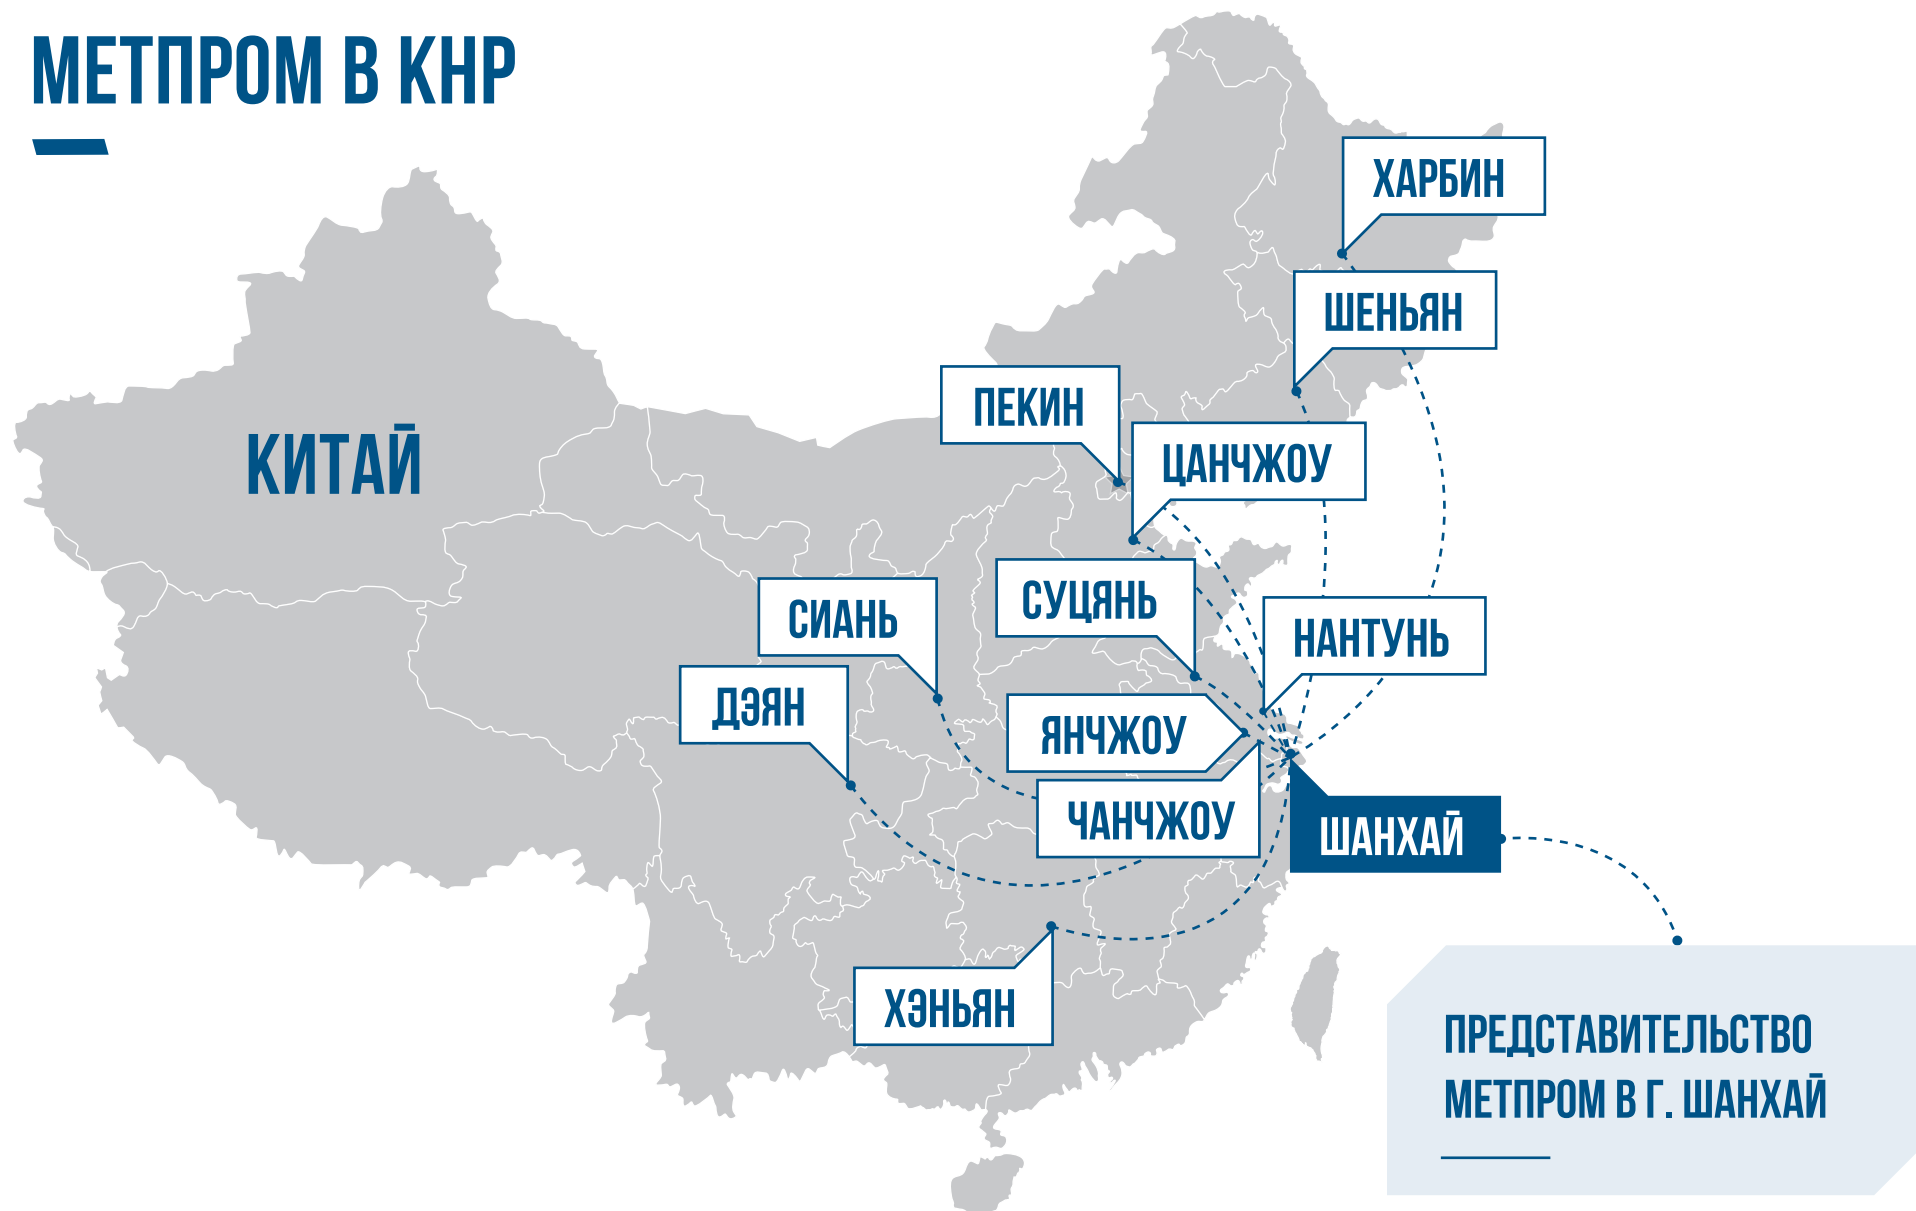 МЕТПРОМ В КНР
ХАРБИН
ШЕНЬЯН
ПЕКИН
ЦАНЧЖОУ
КИТАЙ
СУЦЯНЬ
СИАНЬ
НАНТУНЬ
ДЭЯН
ЯНЧЖОУ
ЧАНЧЖОУ
ШАНХАЙ
ХЭНЬЯН
ПРЕДСТАВИТЕЛЬСТВО
МЕТПРОМ В Г. ШАНХАЙ